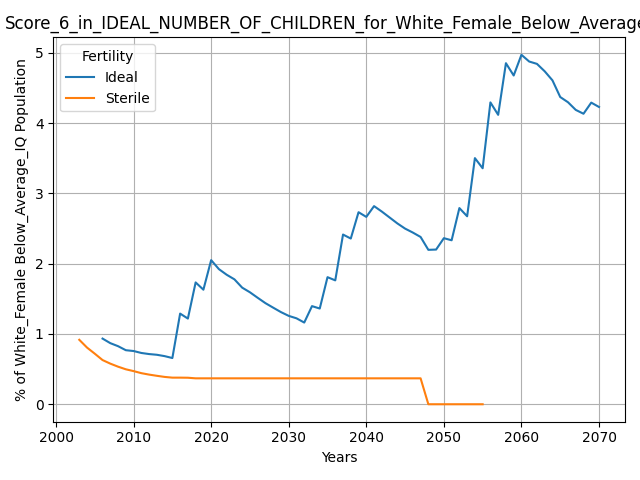 Score_6_in_IDEAL_NUMBER_OF_CHILDREN_for_White_Female_Below_Average
Fertility
Ideal
Sterile
% of White_Female Below_Average_IQ Population
5
4
3
2
1
0
2000 2010 2020 2030 2040 2050 2060 2070
Years